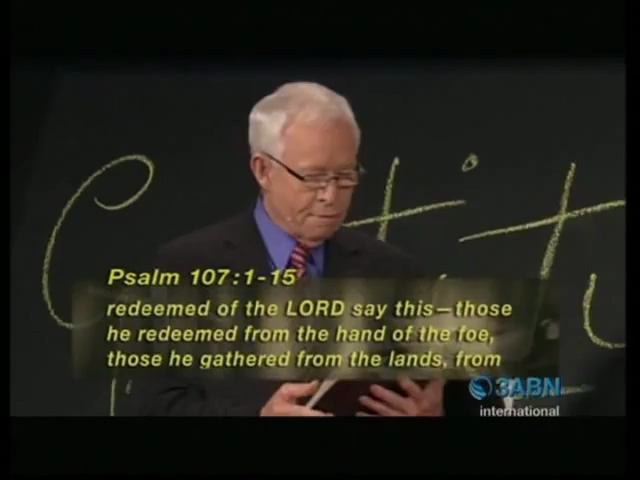 Psalm 107:1-15
redeemed of the LORD say this—those
he redeemed from the hand of the foe,
those he gathered from the lands, from
3ABN
international